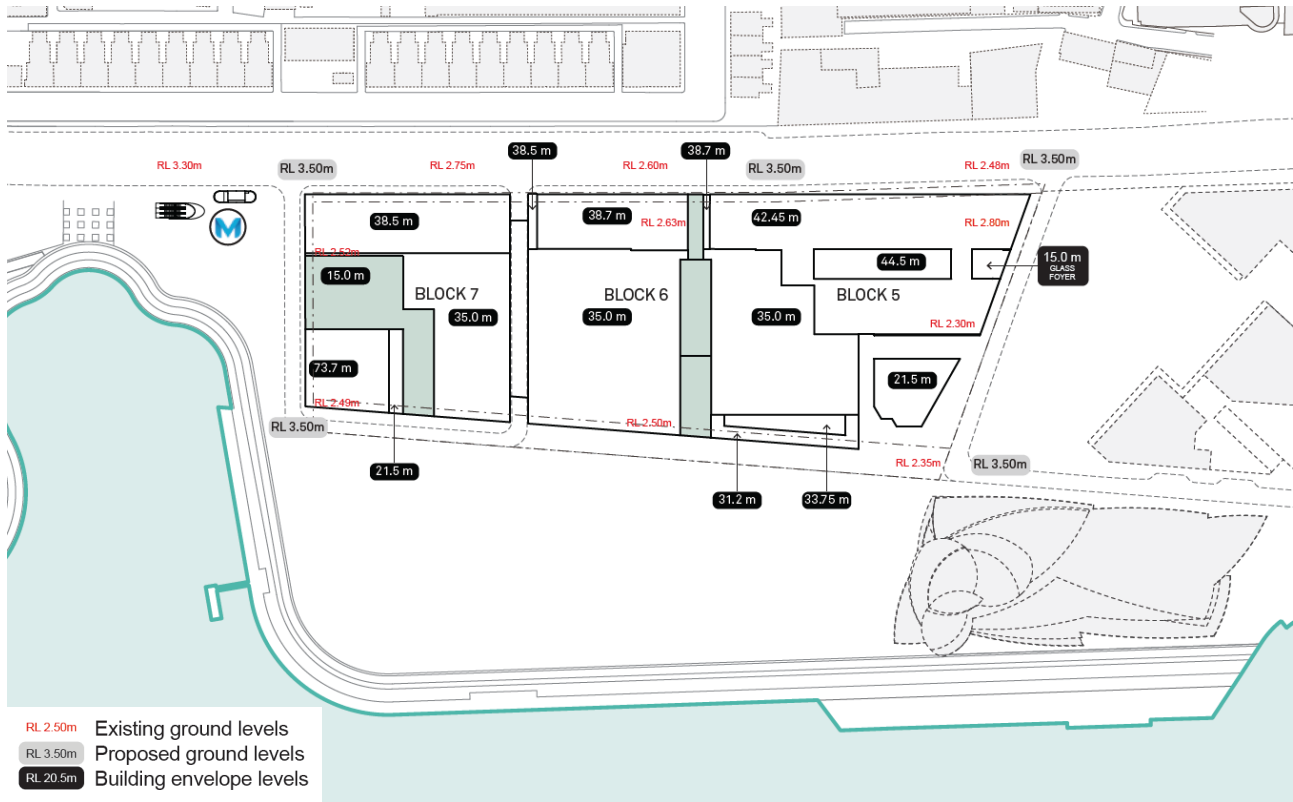 38.5 m
38.7 m
RL 3.30m
RL 3.50m
RL 2.75m
RL 2.60m
RL 3.50m
RL 2.48m
RL 3.50m
M
38.5 m
38.7 m
RL 2.63m
42.45 m
RL 2.80m
RL 2.52m
15.0 m
44.5 m
15.0 m
GLASS
FOYER
BLOCK 7
BLOCK 6
BLOCK 5
35.0 m
35.0 m
35.0 m
RL 2.30m
73.7 m
21.5 m
RL 2.49m
RL 3.50m
RL 2.50m
21.5 m
RL 2.35m
RL 3.50m
31.2 m
33.75 m
RL 2.50m Existing ground levels
RL 3.50m Proposed ground levels
RL 20.5m Building envelope levels